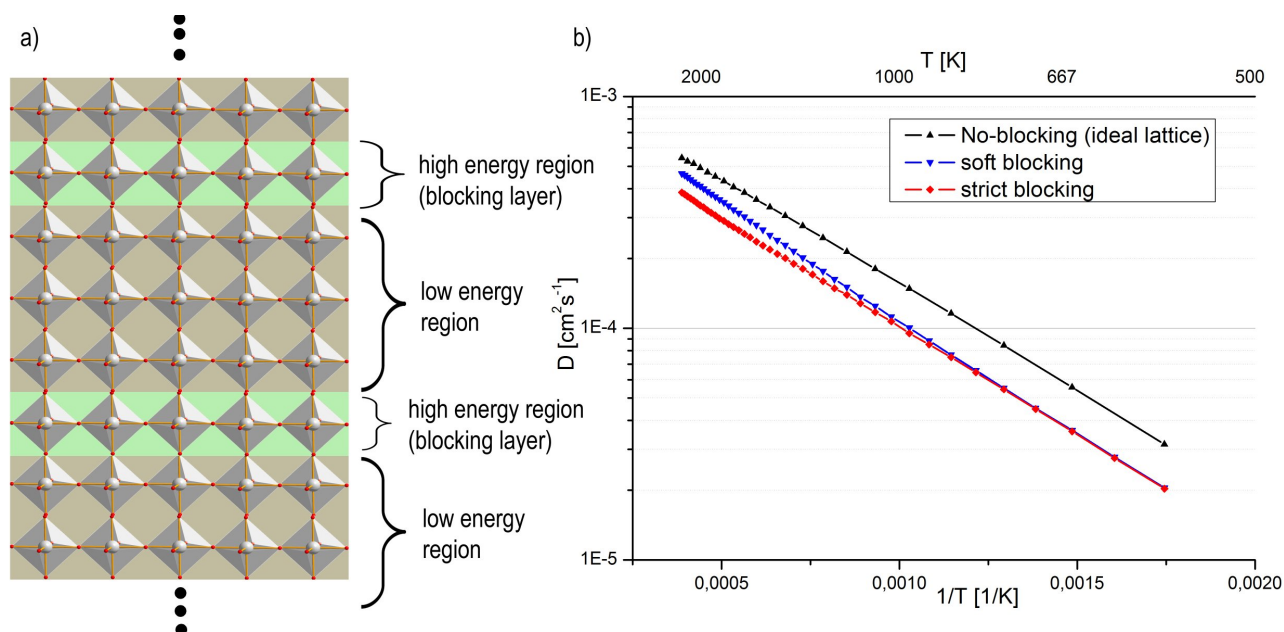 a)
high energy region
(blocking layer)
low energy
region
high energy region
(blocking layer)
low energy
region
b)
T [K]
2000 1000 667 500
1E-3
1E-4
1E-5
D [cm²s⁻¹]
No-blocking (ideal lattice)
soft blocking
strict blocking
0,0005 0,0010 0,0015 0,0020
1/T [1/K]